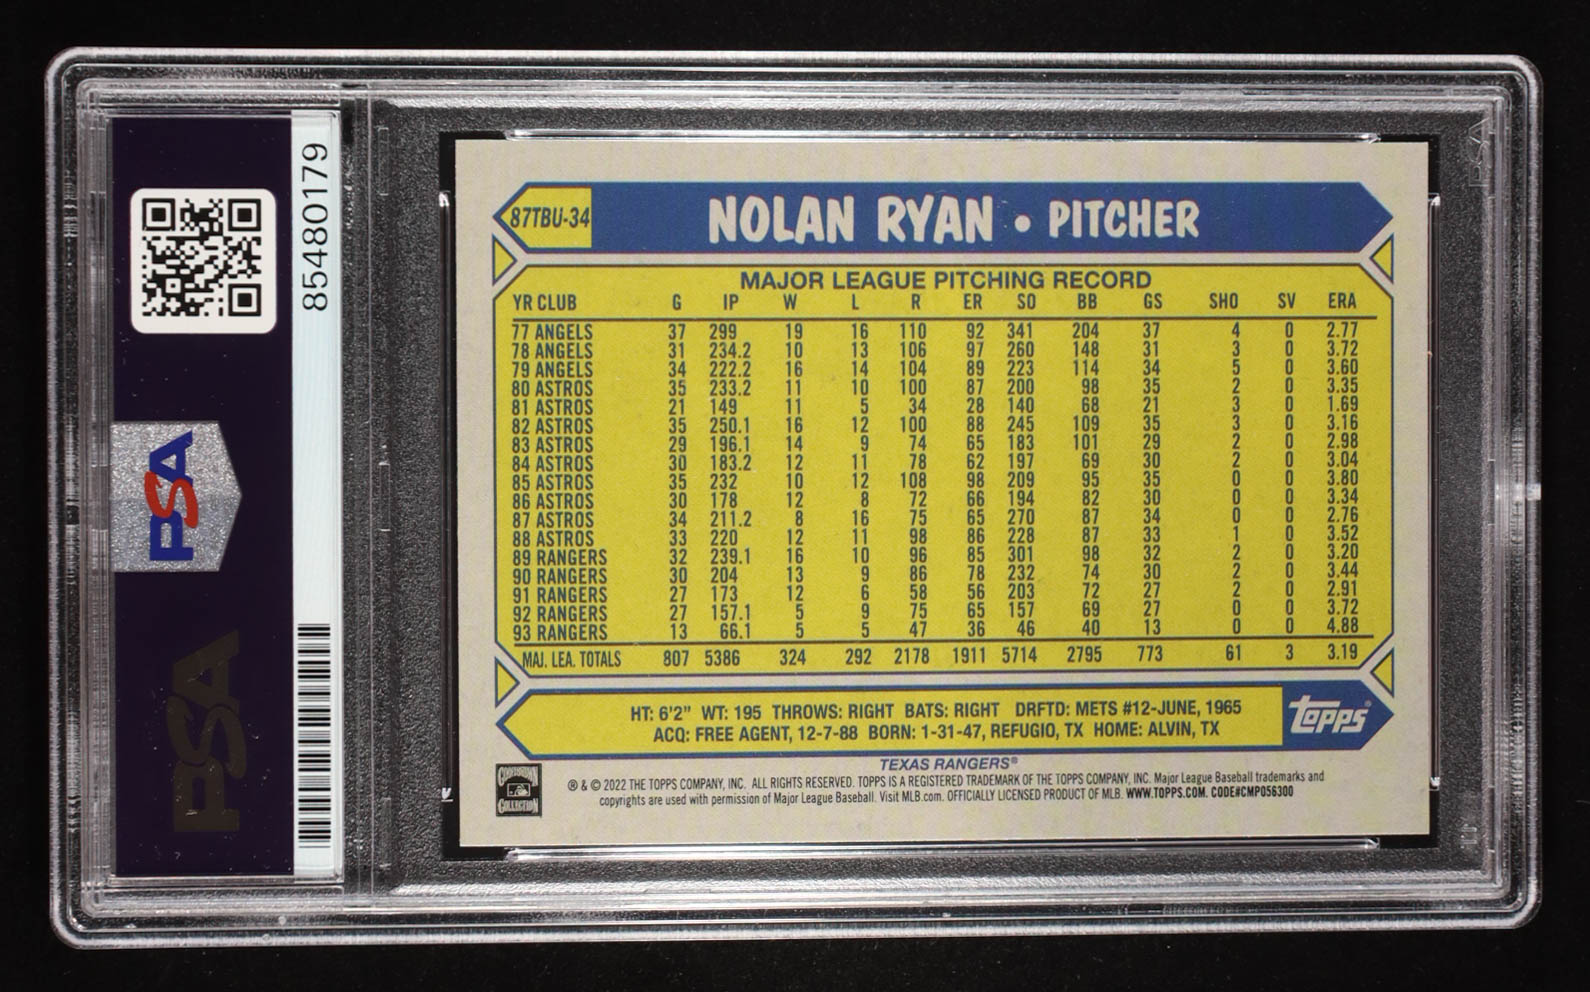 85480179
PSA
PSA
87TBU-34 NOLAN RYAN • PITCHER
MAJOR LEAGUE PITCHING RECORD
YR CLUB G IP W L R ER SO BB GS SHO SV ERA
77 ANGELS 37 299 19 16 110 92 341 204 37 4 0 2.77
78 ANGELS 31 234.2 10 13 106 97 260 148 31 3 0 3.72
79 ANGELS 34 222.2 16 14 104 89 223 114 34 5 0 3.60
80 ASTROS 35 233.2 11 10 100 87 200 98 35 2 0 3.35
81 ASTROS 21 149 11 5 34 28 140 68 21 3 0 1.69
82 ASTROS 35 250.1 16 12 100 88 245 109 35 3 0 3.16
83 ASTROS 29 196.1 14 9 74 65 183 101 29 2 0 2.98
84 ASTROS 30 183.2 12 11 78 62 197 69 30 2 0 3.04
85 ASTROS 35 232 10 12 108 98 209 95 35 0 0 3.80
86 ASTROS 30 178 12 8 72 66 194 82 30 0 0 3.34
87 ASTROS 34 211.2 8 16 75 65 270 87 34 0 0 2.76
88 ASTROS 33 220 12 11 98 86 228 87 33 1 0 3.52
89 RANGERS 32 239.1 16 10 96 85 301 98 32 2 0 3.20
90 RANGERS 30 204 13 9 86 78 232 74 30 2 0 3.44
91 RANGERS 27 173 12 6 58 56 203 72 27 2 0 2.91
92 RANGERS 27 157.1 5 9 75 65 157 69 27 0 0 3.72
93 RANGERS 13 66.1 5 5 47 36 46 40 13 0 0 4.88
MAJ. LEA. TOTALS 807 5386 324 292 2178 1911 5714 2795 773 61 3 3.19
HT: 6'2" WT: 195 THROWS: RIGHT BATS: RIGHT DRFTD: METS #12-JUNE, 1965
ACQ: FREE AGENT, 12-7-88 BORN: 1-31-47, REFUGIO, TX HOME: ALVIN, TX
Topps®
TEXAS RANGERS®
COOPERSTOWN
COLLECTION
® & © 2022 THE TOPPS COMPANY, INC. ALL RIGHTS RESERVED. TOPPS IS A REGISTERED TRADEMARK OF THE TOPPS COMPANY, INC. Major League Baseball trademarks and
copyrights are used with permission of Major League Baseball. Visit MLB.com. OFFICIALLY LICENSED PRODUCT OF MLB. WWW.TOPPS.COM. CODE#CMP056300
PSA